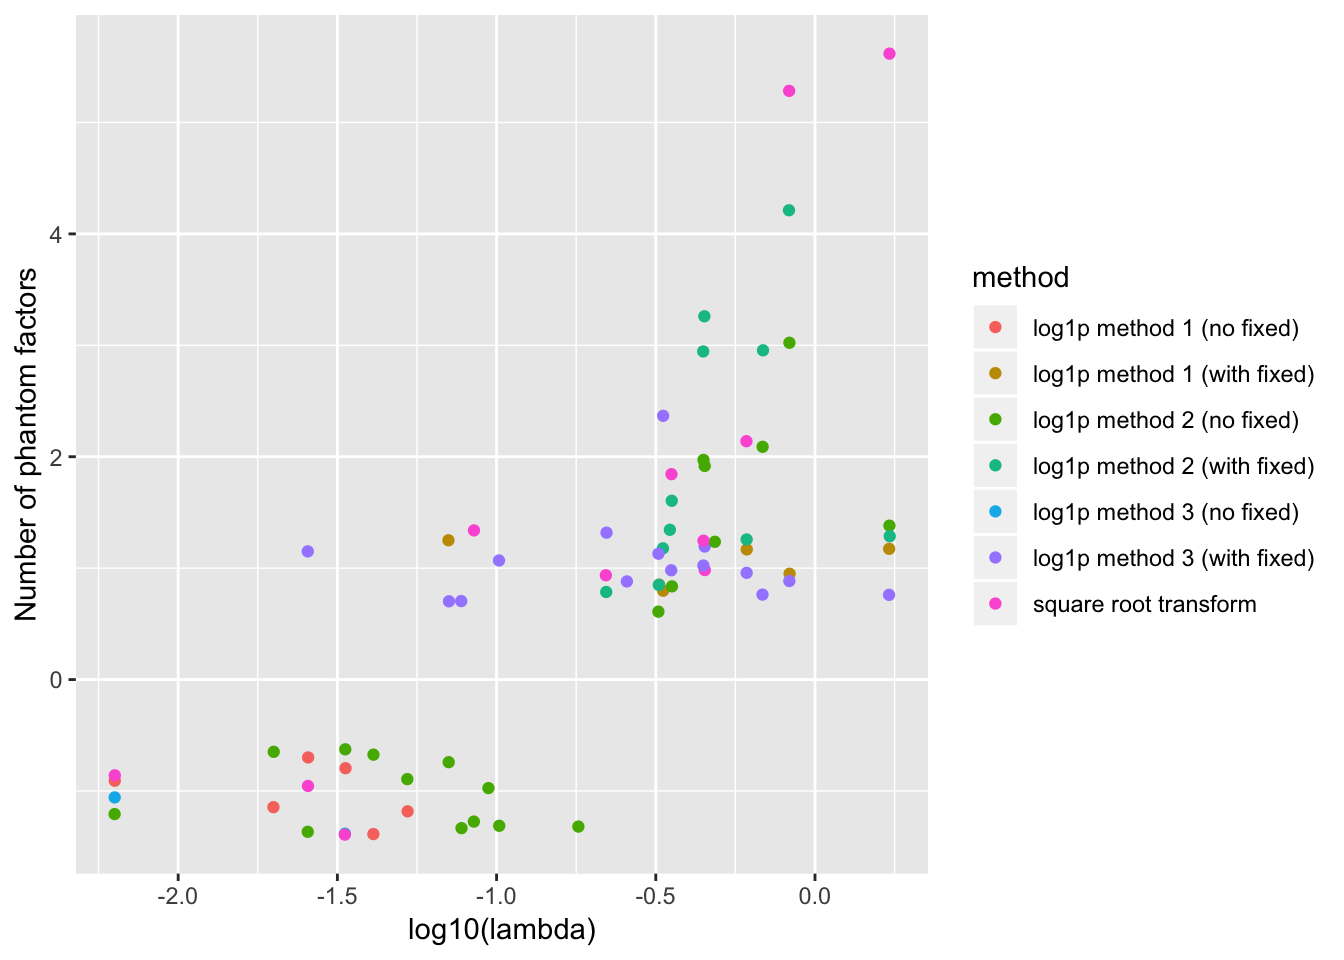 Number of phantom factors
4
2
0
-2.0
-1.5
-1.0
-0.5
0.0
log10(lambda)
method
log1p method 1 (no fixed)
log1p method 1 (with fixed)
log1p method 2 (no fixed)
log1p method 2 (with fixed)
log1p method 3 (no fixed)
log1p method 3 (with fixed)
square root transform